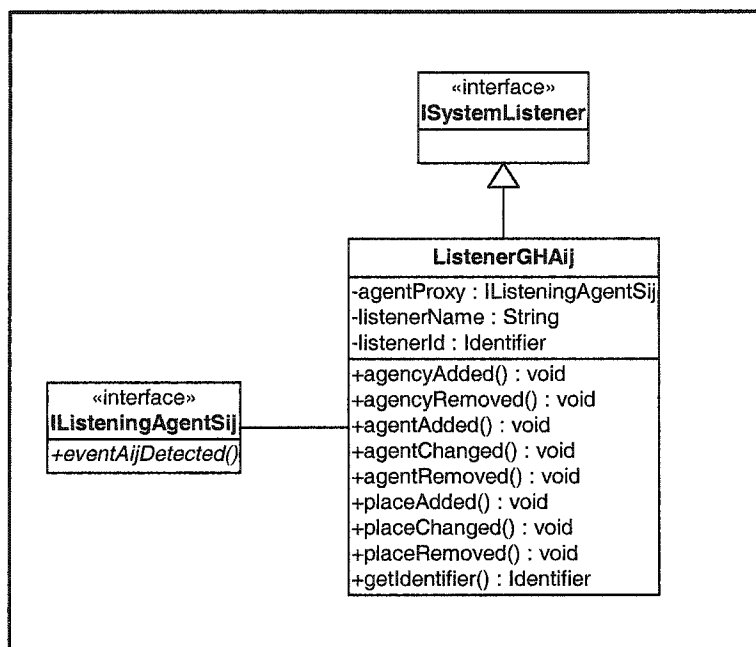 «interface»
ISystemListener
ListenerGHAij
-agentProxy : IListeningAgentSij
-listenerName : String
-listenerId : Identifier
+agencyAdded() : void
+agencyRemoved() : void
+agentAdded() : void
+agentChanged() : void
+agentRemoved() : void
+placeAdded() : void
+placeChanged() : void
+placeRemoved() : void
+getIdentifier() : Identifier
«interface»
IListeningAgentSij
+eventAijDetected()